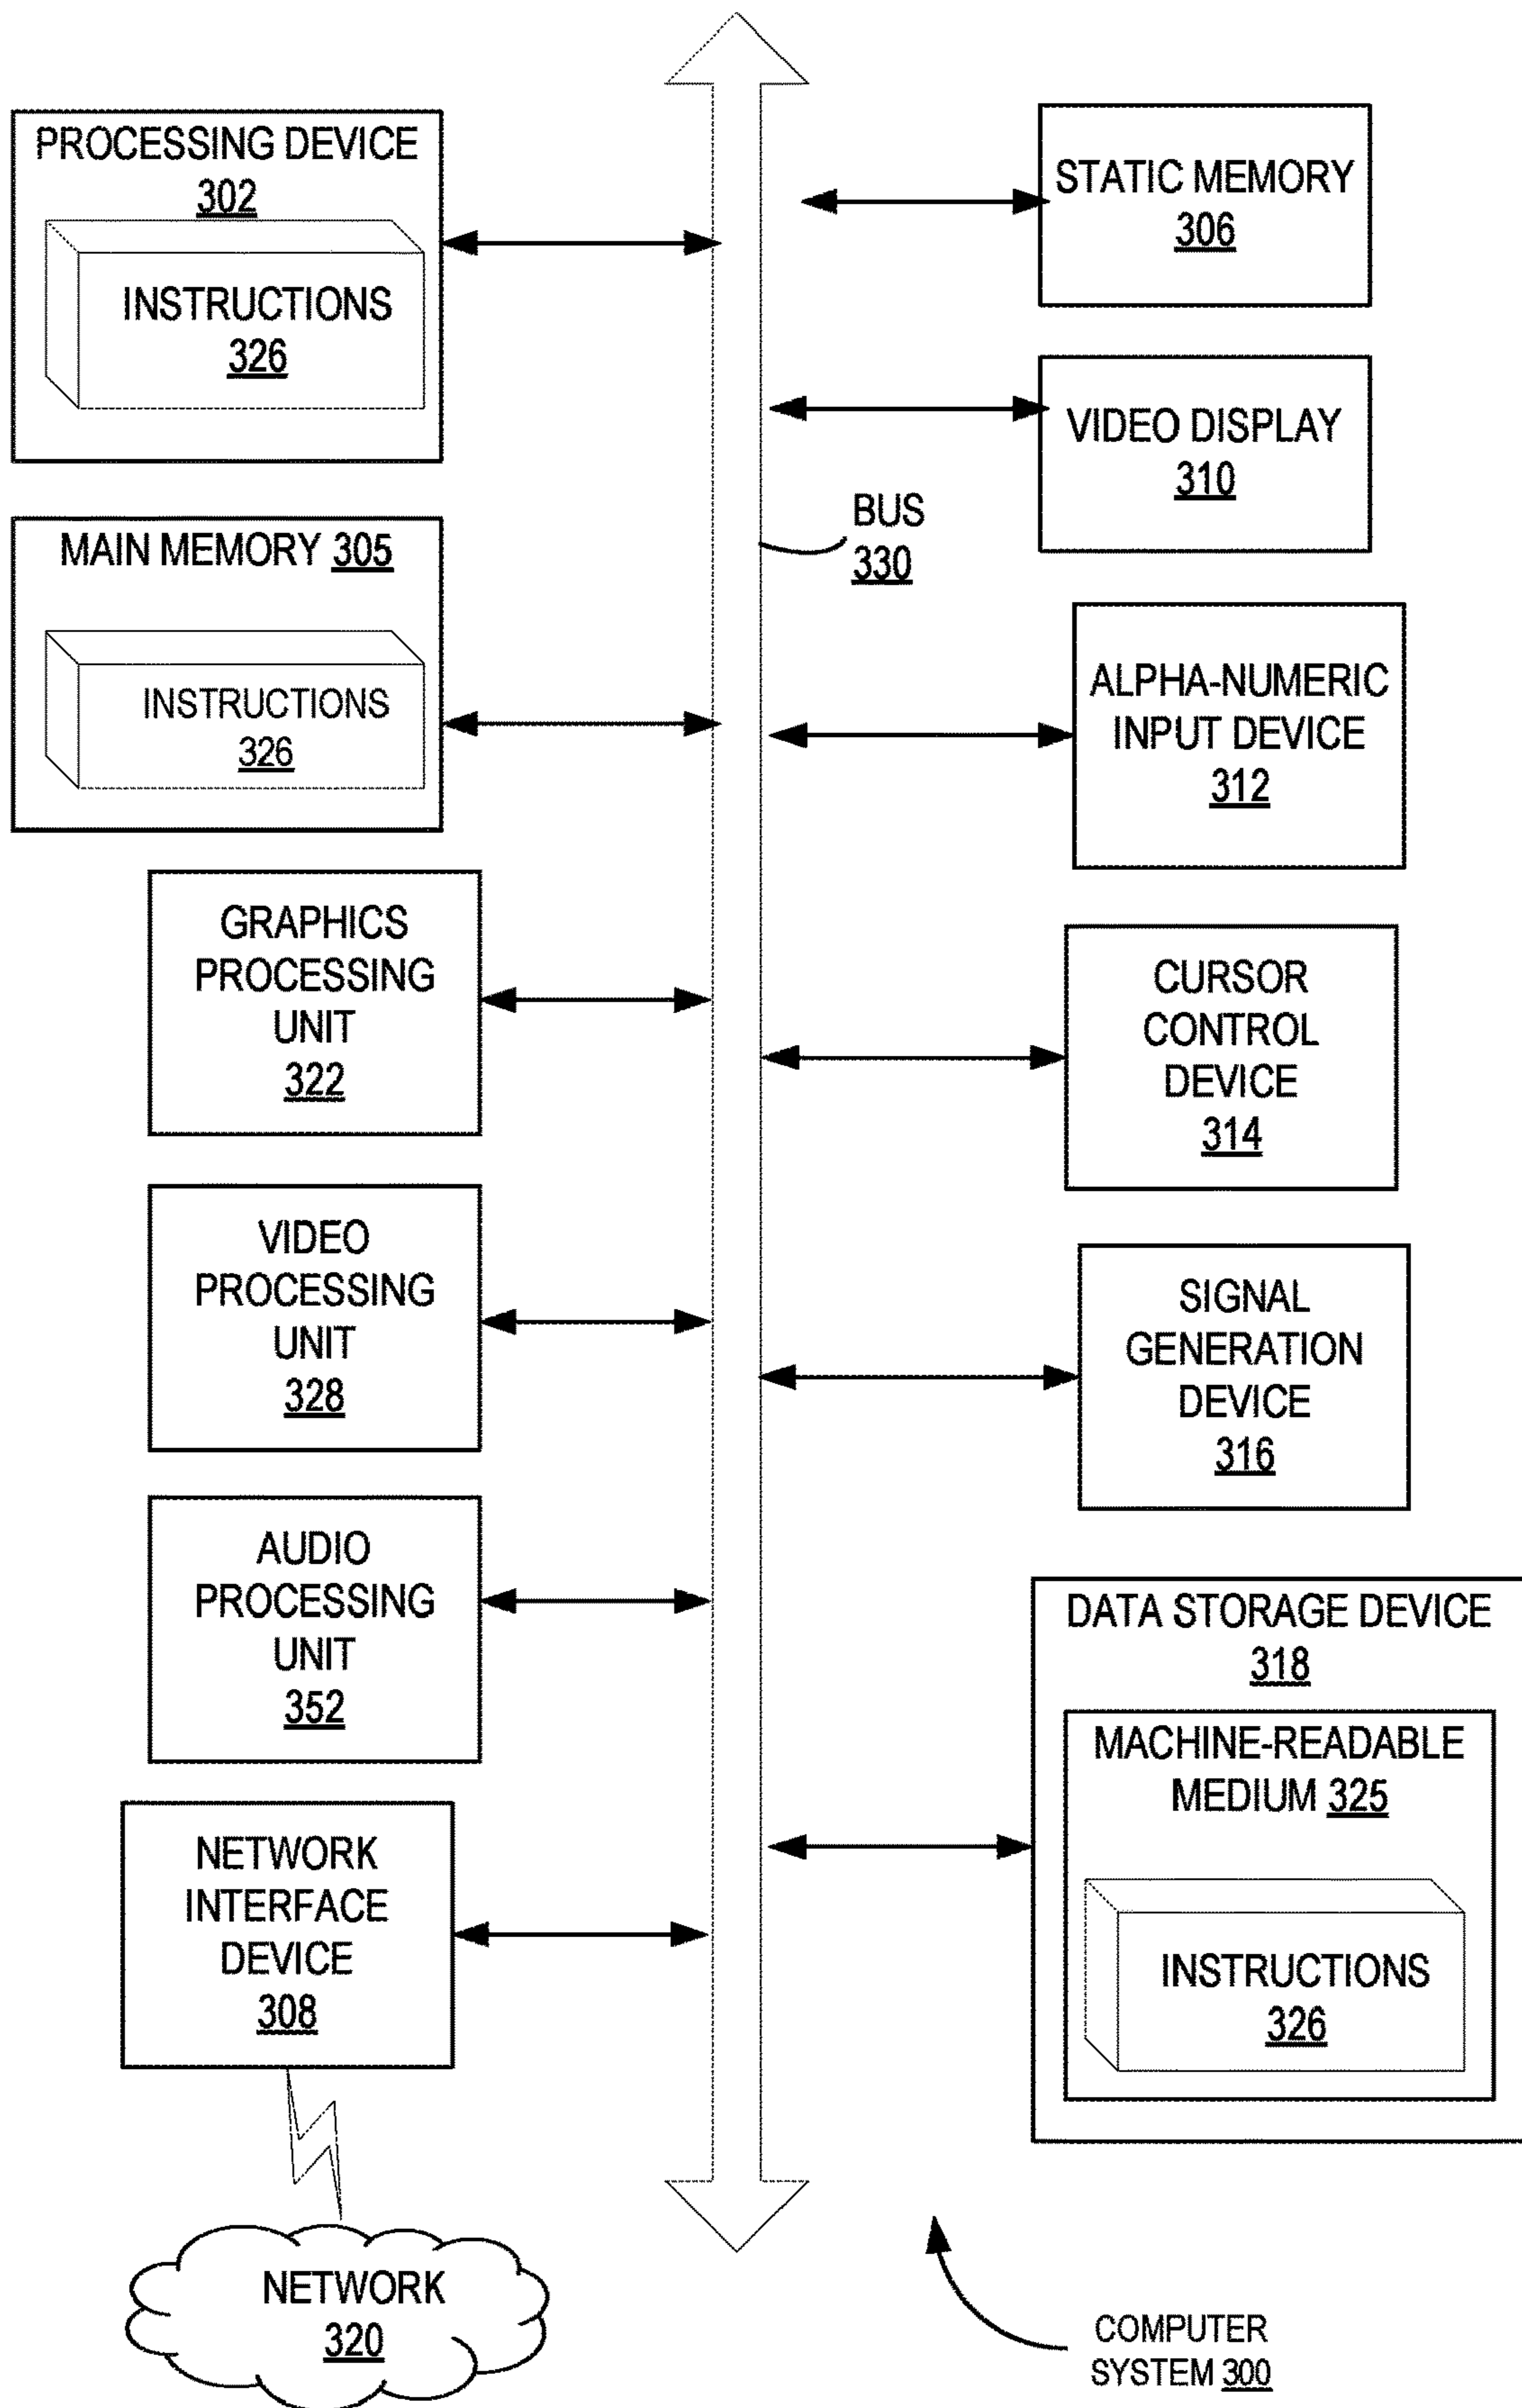 PROCESSING DEVICE
302
INSTRUCTIONS
326
MAIN MEMORY 305
INSTRUCTIONS
326
GRAPHICS
PROCESSING
UNIT
322
VIDEO
PROCESSING
UNIT
328
AUDIO
PROCESSING
UNIT
352
NETWORK
INTERFACE
DEVICE
308
NETWORK
320
BUS
330
STATIC MEMORY
306
VIDEO DISPLAY
310
ALPHA-NUMERIC
INPUT DEVICE
312
CURSOR
CONTROL
DEVICE
314
SIGNAL
GENERATION
DEVICE
316
DATA STORAGE DEVICE
318
MACHINE-READABLE
MEDIUM 325
INSTRUCTIONS
326
COMPUTER
SYSTEM 300